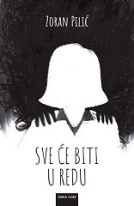 ZORAN PILIĆ
SVE ĆE BITI
U REDU